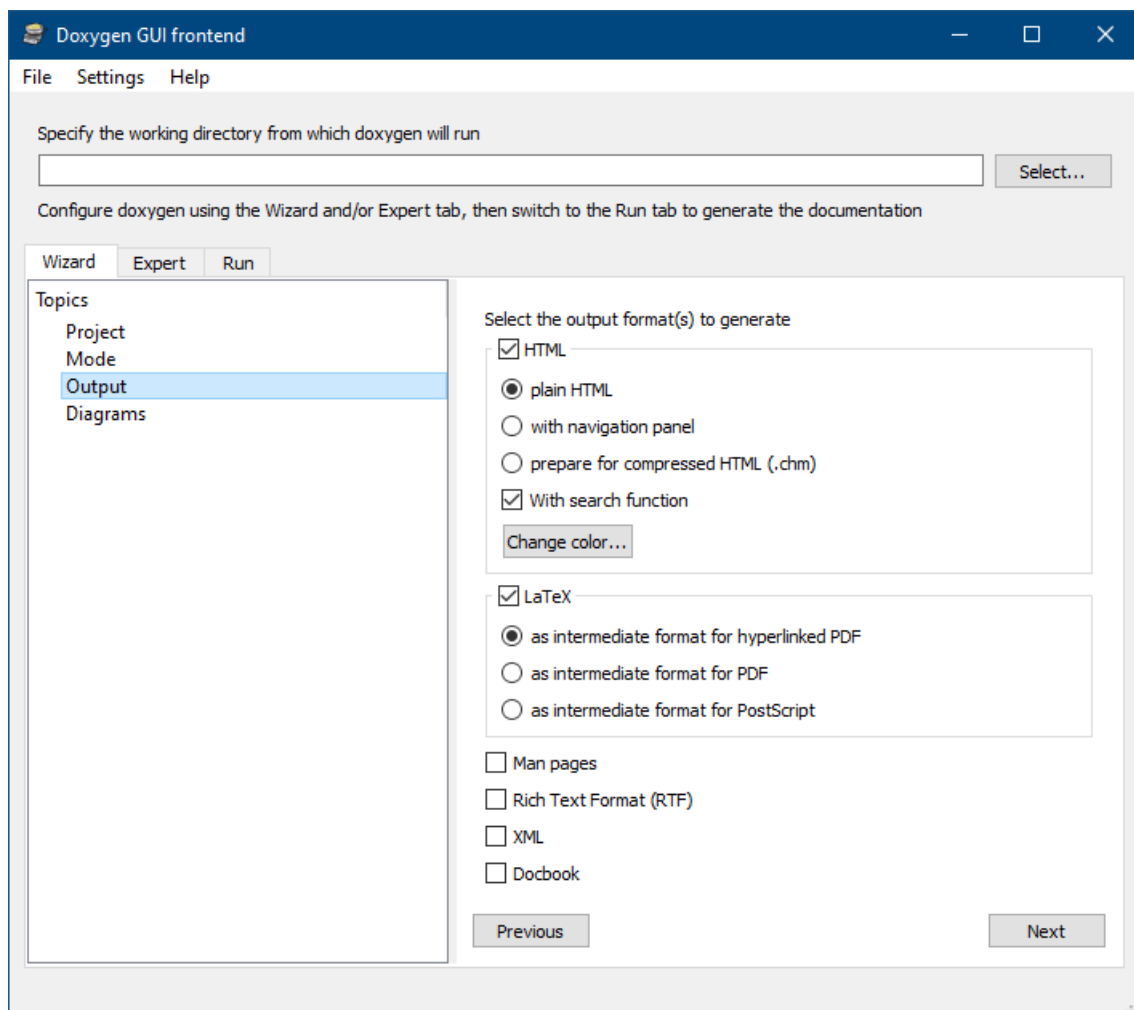 Doxygen GUI frontend
File Settings Help
Specify the working directory from which doxygen will run
Select...
Configure doxygen using the Wizard and/or Expert tab, then switch to the Run tab to generate the documentation
Wizard Expert Run
Topics
Project
Mode
Output
Diagrams
Select the output format(s) to generate
HTML
plain HTML
with navigation panel
prepare for compressed HTML (.chm)
With search function
Change color...
LaTeX
as intermediate format for hyperlinked PDF
as intermediate format for PDF
as intermediate format for PostScript
Man pages
Rich Text Format (RTF)
XML
Docbook
Previous Next